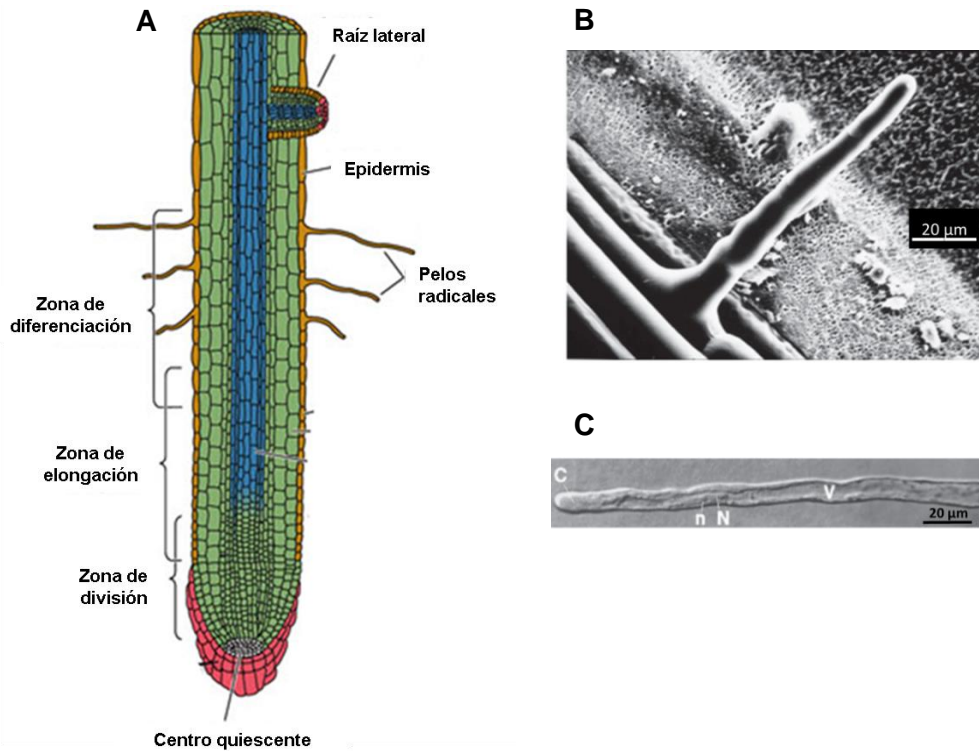 A
Raíz lateral
Epidermis
Pelos
radicales
Zona de
diferenciación
Zona de
elongación
Zona de
división
Centro quiescente
B
20 µm
C
C
n N
V
20 µm